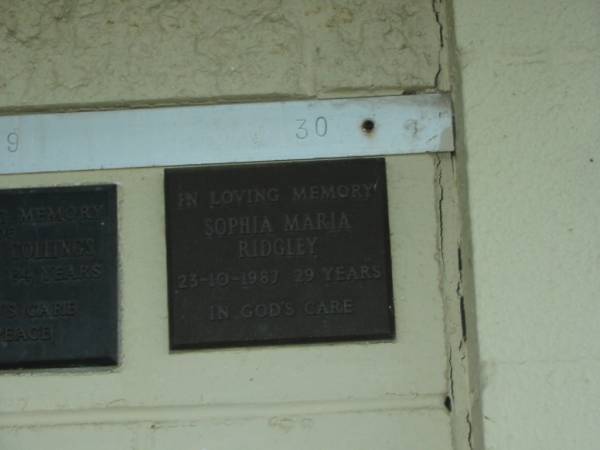 9 30
MEMORY
COLLINGS
YEARS
CARE
PEACE
IN LOVING MEMORY
SOPHIA MARIA
RIDGLEY
23-10-1987 29 YEARS
IN GOD'S CARE